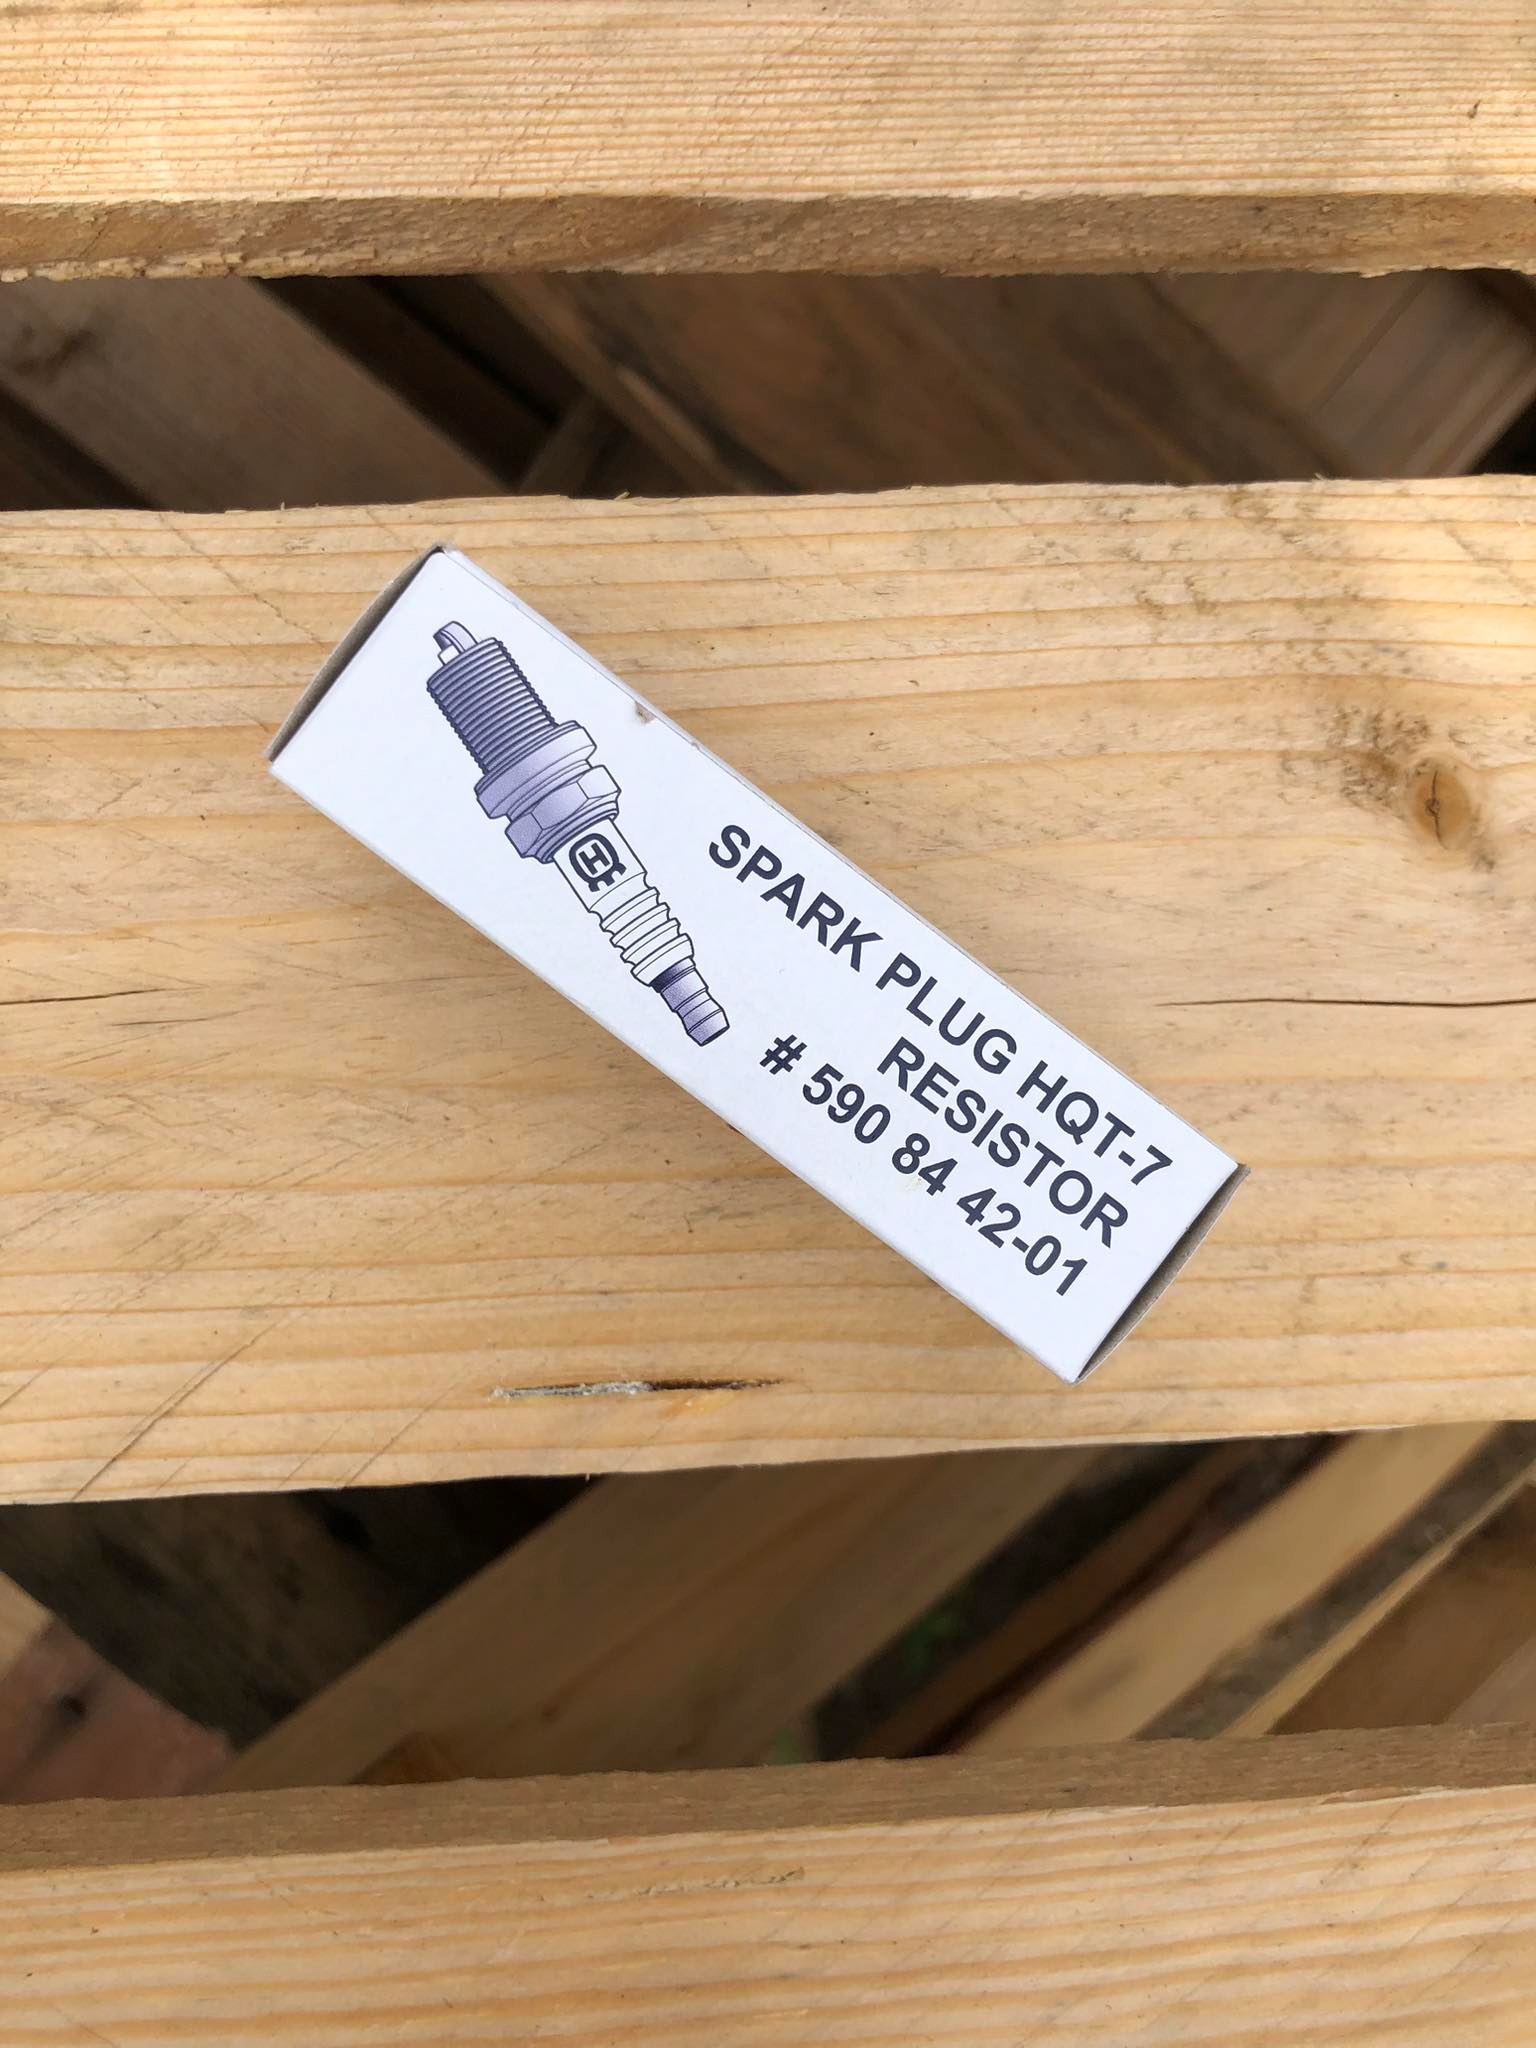 SPARK PLUG HQT-7
RESISTOR
# 590 84 42-01
H